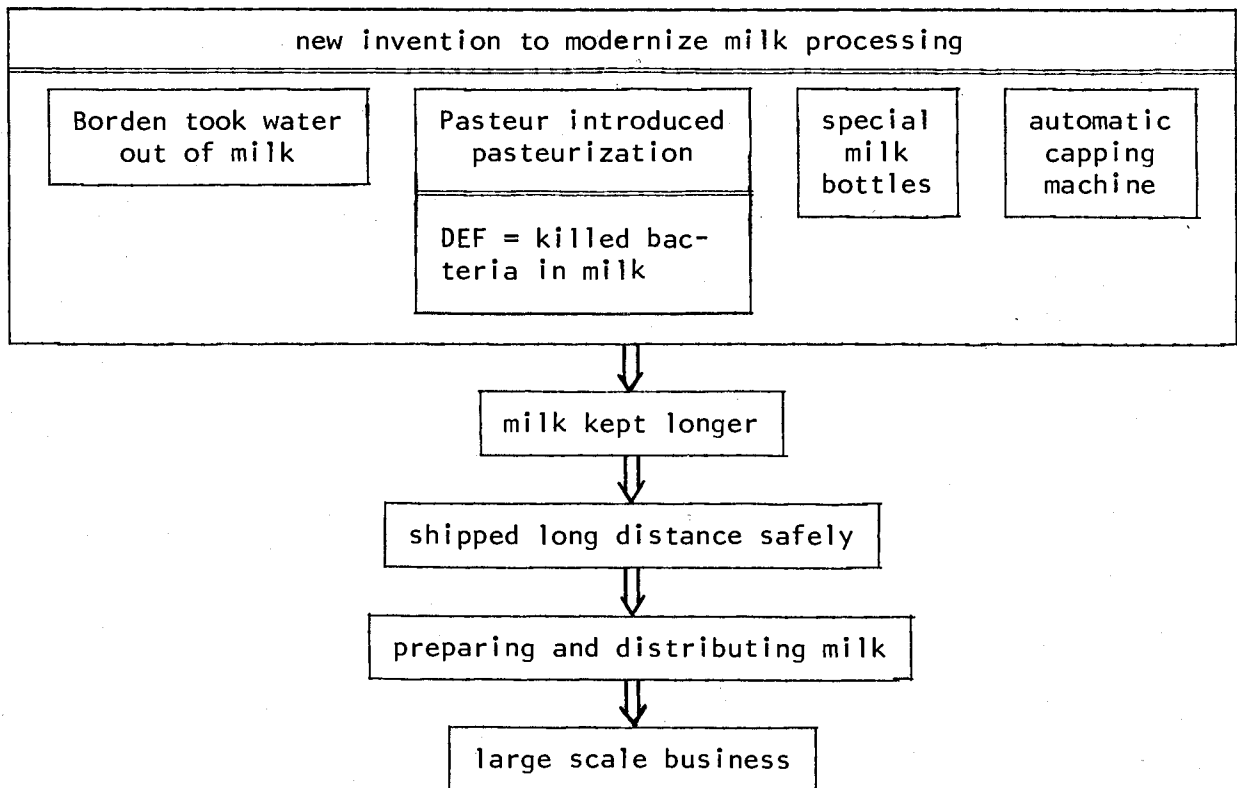 new invention to modernize milk processing
Borden took water
out of milk
Pasteur introduced
pasteurization
DEF = killed bac-
teria in milk
special
milk
bottles
automatic
capping
machine
milk kept longer
shipped long distance safely
preparing and distributing milk
large scale business